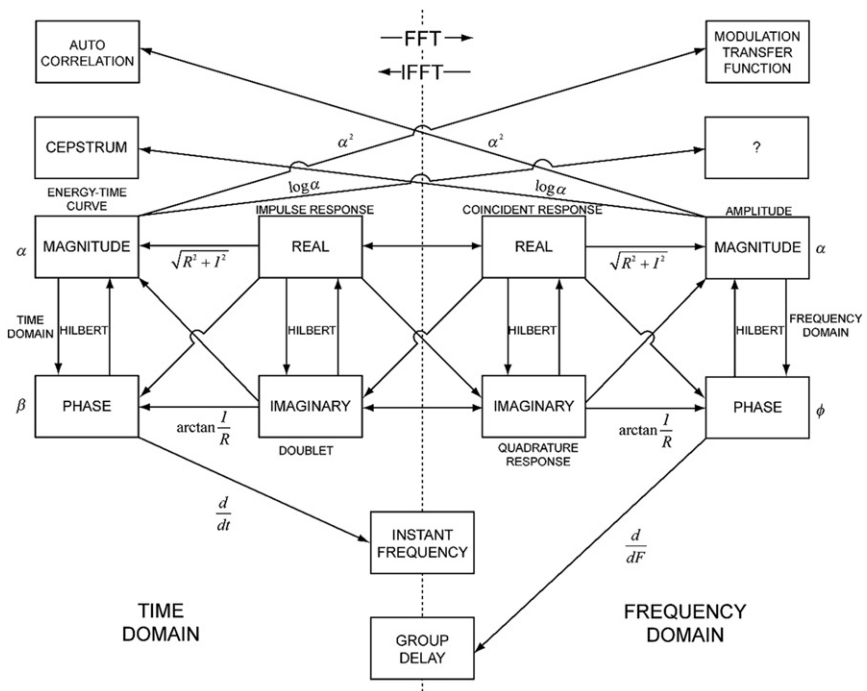 AUTO
CORRELATION
FFT
IFFT
MODULATION
TRANSFER
FUNCTION
CEPSTRUM
α²
α²
?
ENERGY-TIME
CURVE
log α
log α
IMPULSE RESPONSE
COINCIDENT RESPONSE
AMPLITUDE
α
MAGNITUDE
√R² + I²
REAL
REAL
√R² + I²
MAGNITUDE
α
TIME
DOMAIN
HILBERT
HILBERT
HILBERT
HILBERT
FREQUENCY
DOMAIN
β
PHASE
arctan I/R
IMAGINARY
IMAGINARY
arctan I/R
PHASE
ϕ
DOUBLET
QUADRATURE
RESPONSE
d/dt
INSTANT
FREQUENCY
d/dF
TIME
DOMAIN
GROUP
DELAY
FREQUENCY
DOMAIN